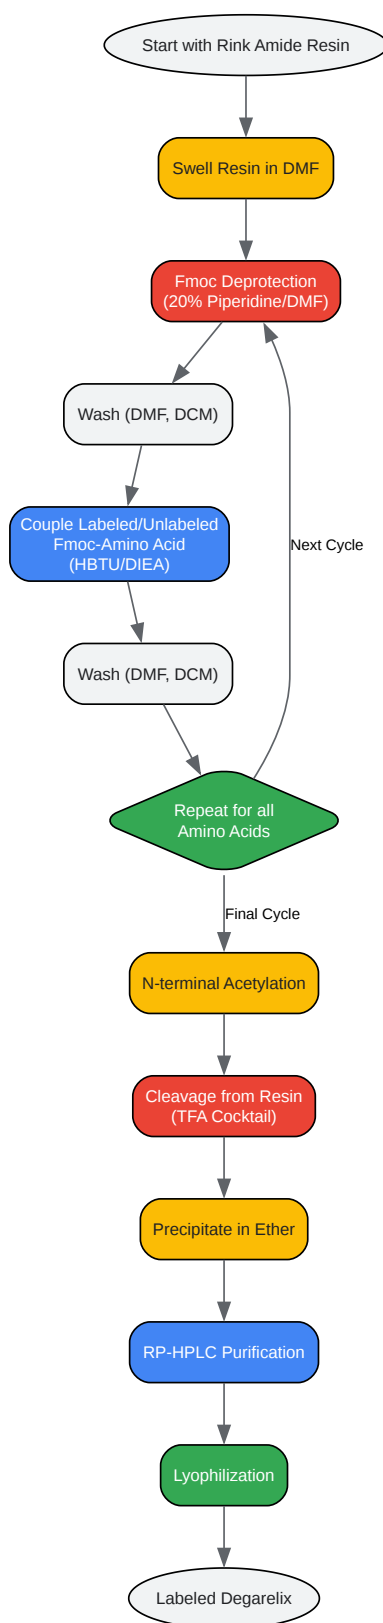 Start with Rink Amide Resin
Swell Resin in DMF
Fmoc Deprotection
(20% Piperidine/DMF)
Wash (DMF, DCM)
Couple Labeled/Unlabeled
Fmoc-Amino Acid
(HBTU/DIEA)
Next Cycle
Wash (DMF, DCM)
Repeat for all
Amino Acids
Final Cycle
N-terminal Acetylation
Cleavage from Resin
(TFA Cocktail)
Precipitate in Ether
RP-HPLC Purification
Lyophilization
Labeled Degarelix